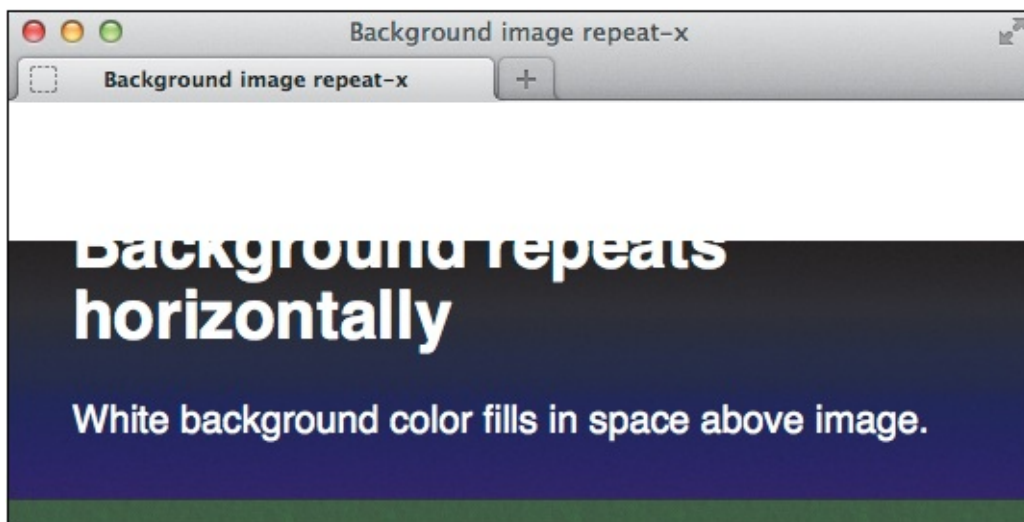 Background image repeat-x
Background image repeat-x
+
Background repeats
horizontally
White background color fills in space above image.